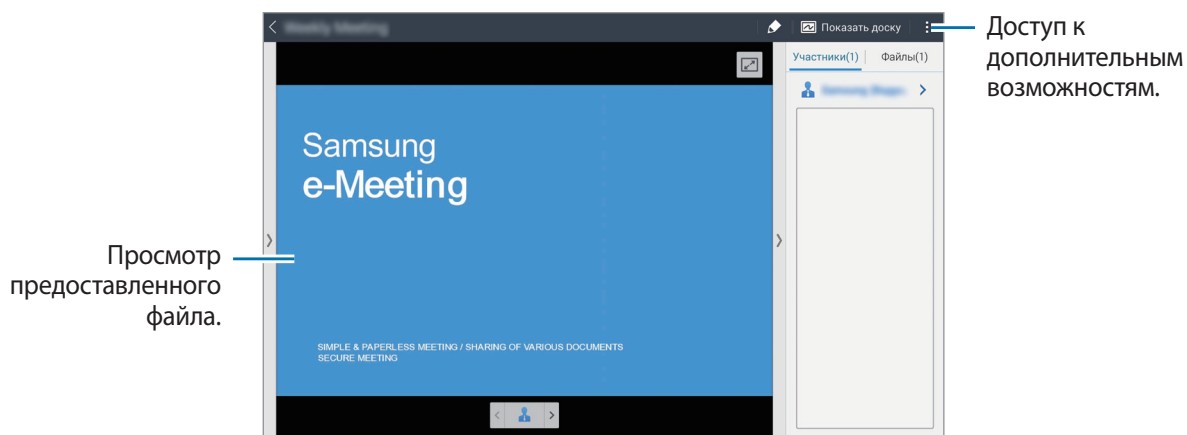 Показать доску
Участники(1)
Файлы(1)
Доступ к
дополнительным
возможностям.
Samsung
e-Meeting
Просмотр
предоставленного
файла.
SIMPLE & PAPERLESS MEETING / SHARING OF VARIOUS DOCUMENTS
SECURE MEETING